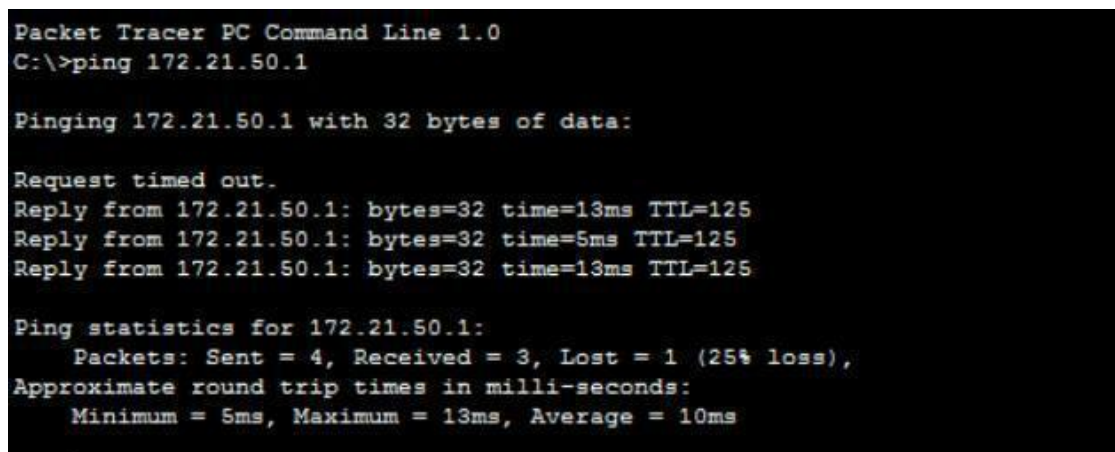 Packet Tracer PC Command Line 1.0
C:\>ping 172.21.50.1
Pinging 172.21.50.1 with 32 bytes of data:
Request timed out.
Reply from 172.21.50.1: bytes=32 time=13ms TTL=125
Reply from 172.21.50.1: bytes=32 time=5ms TTL=125
Reply from 172.21.50.1: bytes=32 time=13ms TTL=125
Ping statistics for 172.21.50.1:
Packets: Sent = 4, Received = 3, Lost = 1 (25% loss),
Approximate round trip times in milli-seconds:
Minimum = 5ms, Maximum = 13ms, Average = 10ms